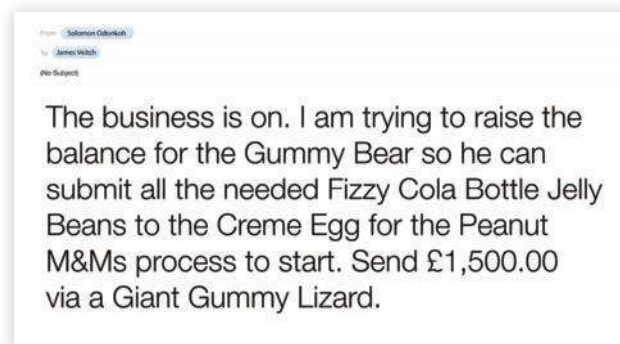 From: Solomon Odonkoh
To: James Veitch
(No Subject)
The business is on. I am trying to raise the
balance for the Gummy Bear so he can
submit all the needed Fizzy Cola Bottle Jelly
Beans to the Creme Egg for the Peanut
M&Ms process to start. Send £1,500.00
via a Giant Gummy Lizard.